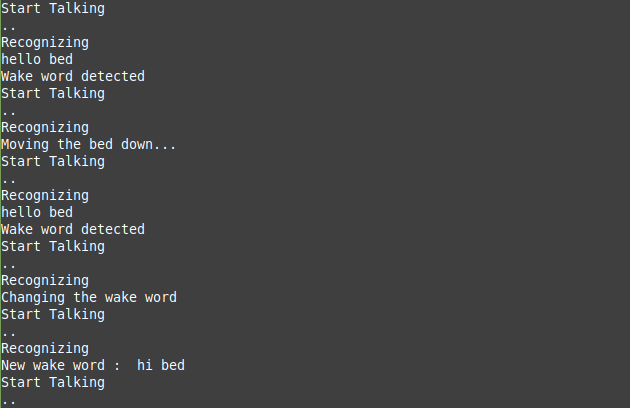 Start Talking
..
Recognizing
hello bed
Wake word detected
Start Talking
..
Recognizing
Moving the bed down...
Start Talking
..
Recognizing
hello bed
Wake word detected
Start Talking
..
Recognizing
Changing the wake word
Start Talking
..
Recognizing
New wake word :  hi bed
Start Talking
..